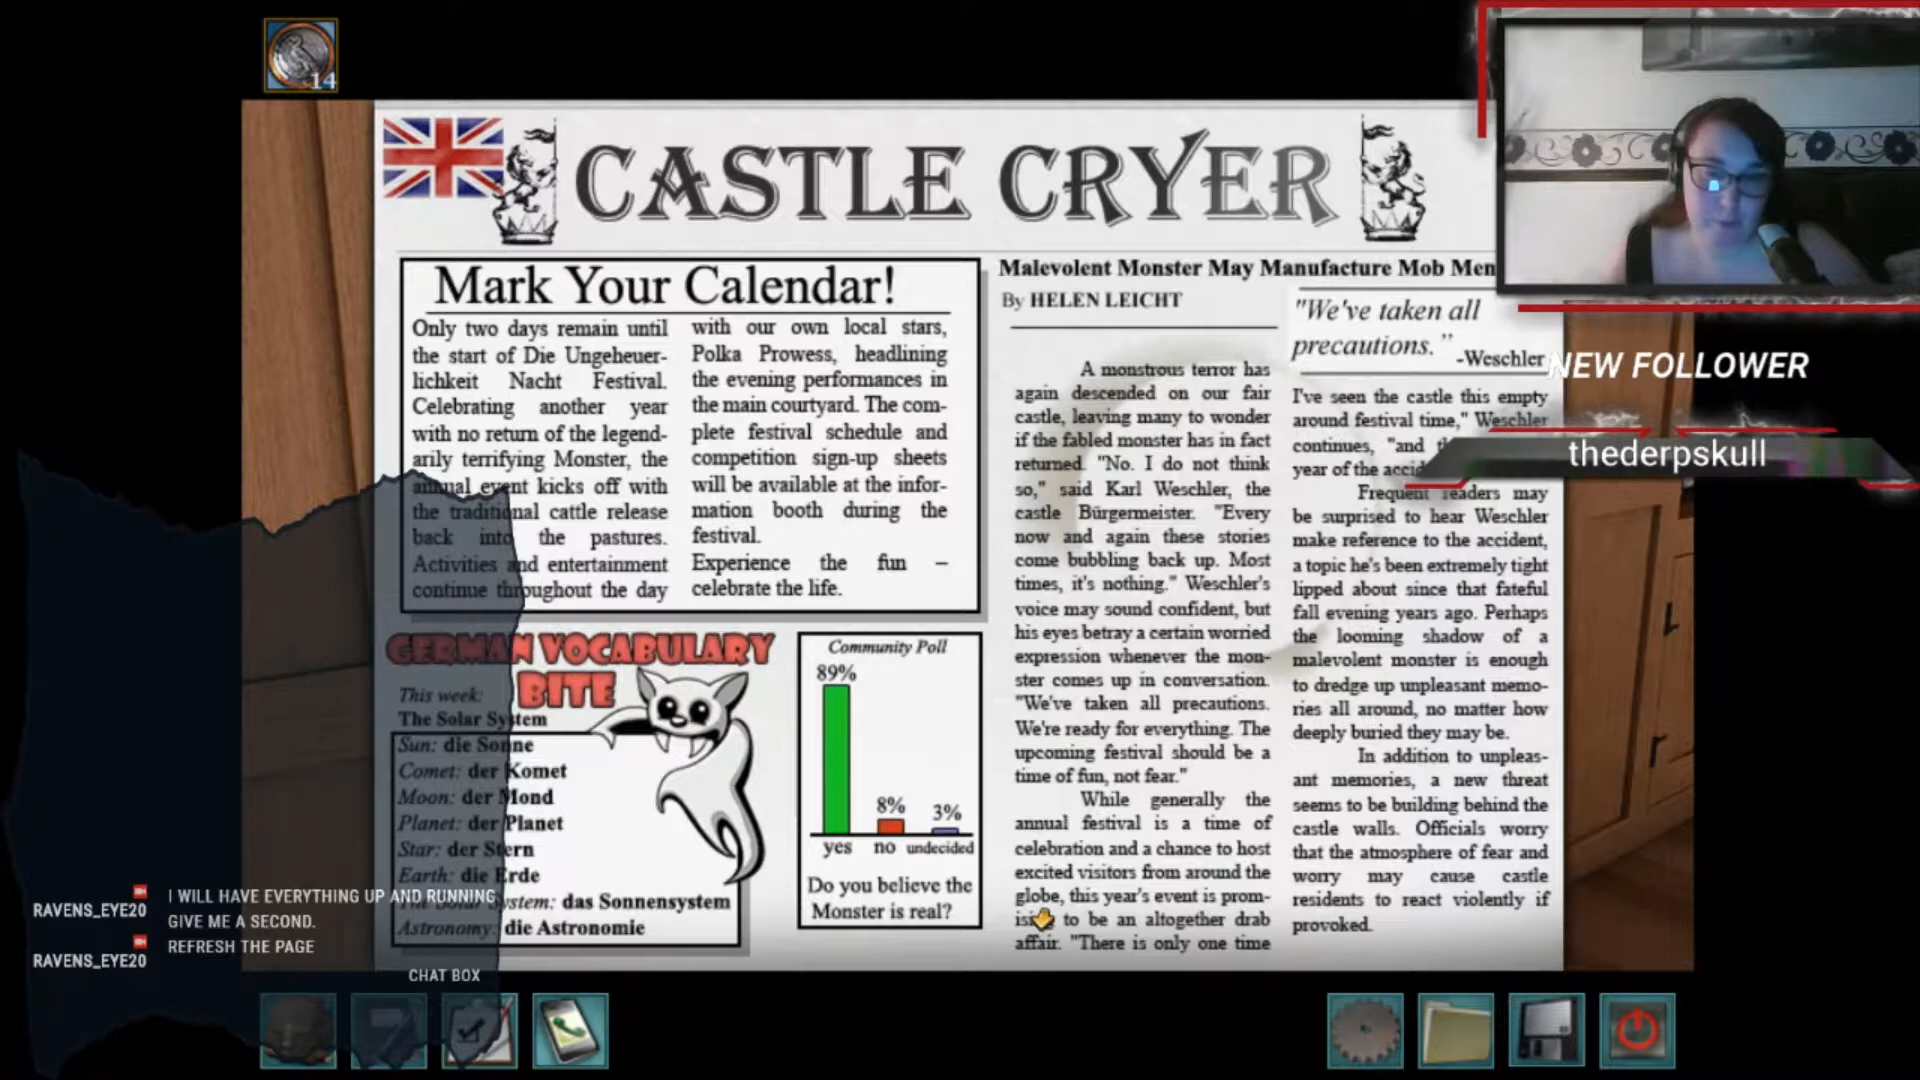 14
CASTLE CRYER
Mark Your Calendar!
Only two days remain until
the start of Die Ungeheuer-
lichkeit Nacht Festival.
Celebrating another year
with no return of the legend-
arily terrifying Monster, the
annual event kicks off with
the traditional cattle release
back into the pastures.
Activities and entertainment
continue throughout the day
with our own local stars,
Polka Prowess, headlining
the evening performances in
the main courtyard. The com-
plete festival schedule and
competition sign-up sheets
will be available at the infor-
mation booth during the
festival.
Experience the fun –
celebrate the life.
GERMAN VOCABULARY
BITE
This week:
The Solar System
Sun: die Sonne
Comet: der Komet
Moon: der Mond
Planet: der Planet
Star: der Stern
Earth: die Erde
The Solar System: das Sonnensystem
Astronomy: die Astronomie
Community Poll
89%
8%
3%
yes no undecided
Do you believe the
Monster is real?
Malevolent Monster May Manufacture Mob Men
By HELEN LEICHT
A monstrous terror has
again descended on our fair
castle, leaving many to wonder
if the fabled monster has in fact
returned. "No. I do not think
so," said Karl Weschler, the
castle Bürgermeister. "Every
now and again these stories
come bubbling back up. Most
times, it's nothing." Weschler's
voice may sound confident, but
his eyes betray a certain worried
expression whenever the mon-
ster comes up in conversation.
"We've taken all precautions.
We're ready for everything. The
upcoming festival should be a
time of fun, not fear."
While generally the
annual festival is a time of
celebration and a chance to host
excited visitors from around the
globe, this year's event is prom-
ising to be an altogether drab
affair. "There is only one time
"We've taken all
precautions."
-Weschler
I've seen the castle this empty
around festival time," Weschler
continues, "and
year of the
Frequent readers may
be surprised to hear Weschler
make reference to the accident,
a topic he's been extremely tight
lipped about since that fateful
fall evening years ago. Perhaps
the looming shadow of a
malevolent monster is enough
to dredge up unpleasant memo-
ries all around, no matter how
deeply buried they may be.
In addition to unpleas-
ant memories, a new threat
seems to be building behind the
castle walls. Officials worry
that the atmosphere of fear and
worry may cause castle
residents to react violently if
provoked.
NEW FOLLOWER
thederpskull
RAVENS_EYE20 I WILL HAVE EVERYTHING UP AND RUNNING
GIVE ME A SECOND.
RAVENS_EYE20 REFRESH THE PAGE
CHAT BOX